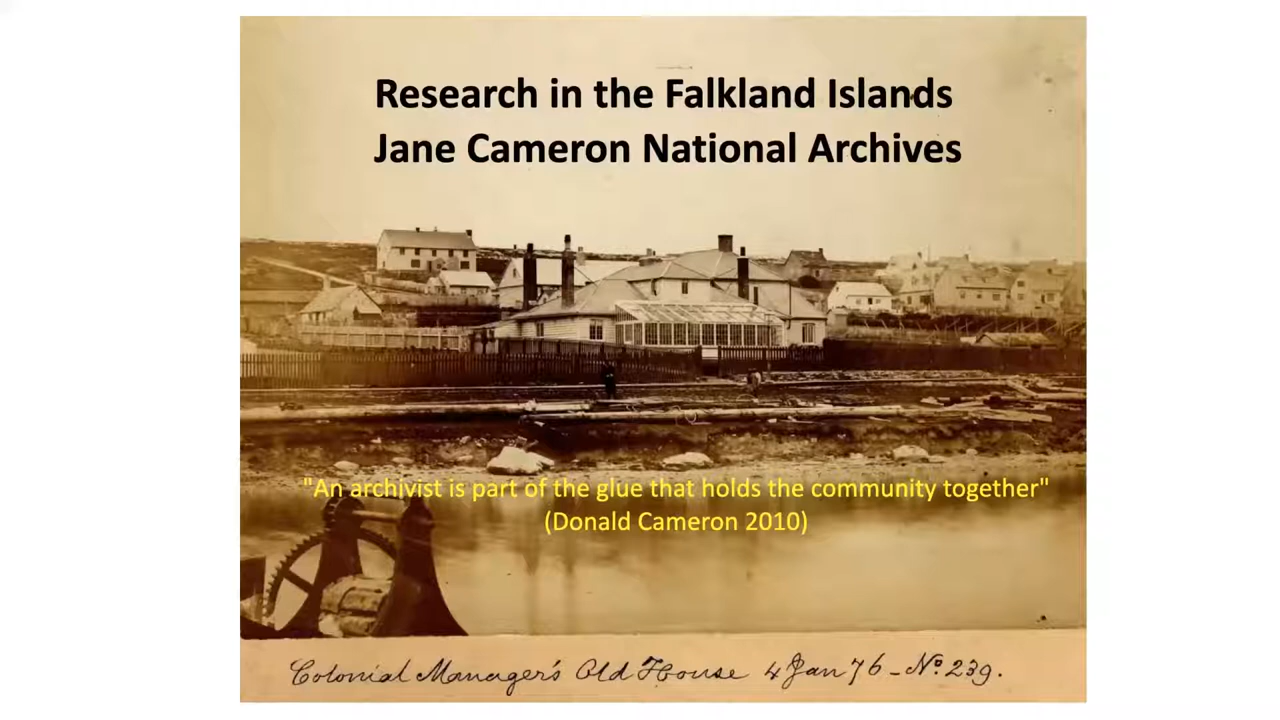 Research in the Falkland Islands
Jane Cameron National Archives
"An archivist is part of the glue that holds the community together"
(Donald Cameron 2010)
Colonial Manager's Old House 4 Jan 76 - No. 239.